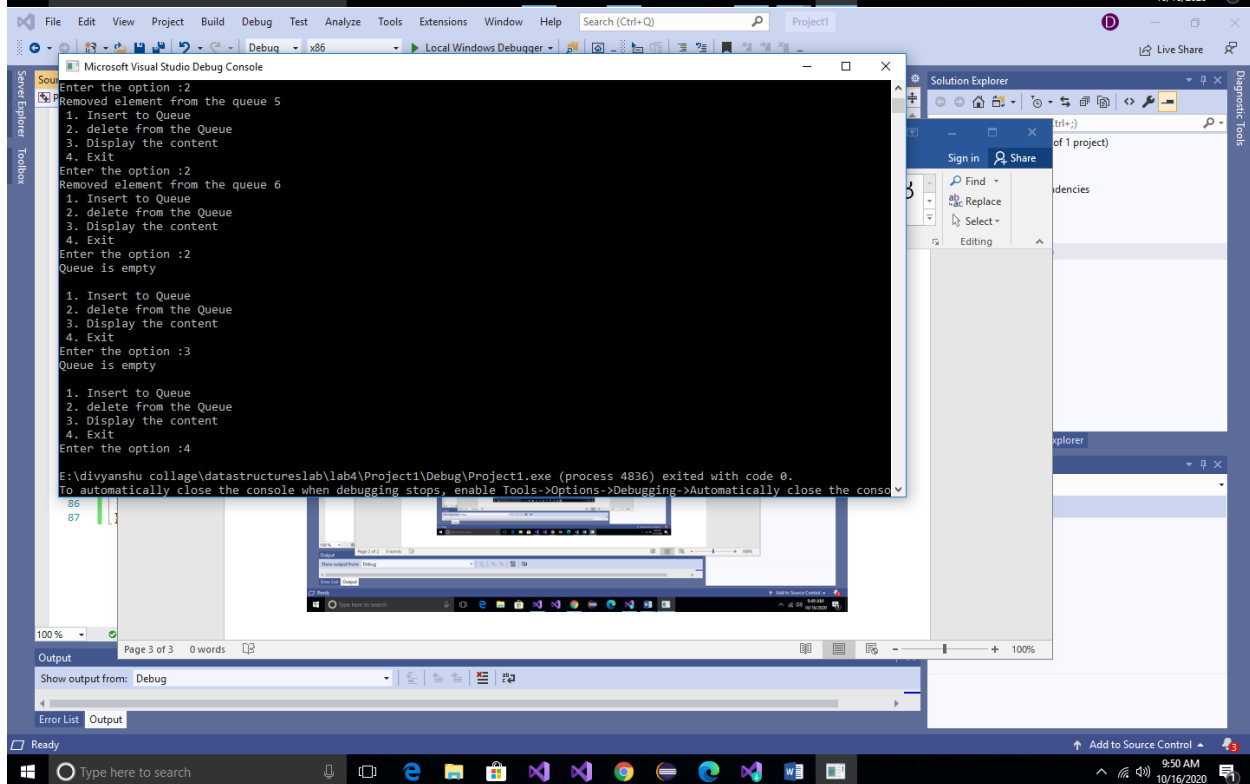 File Edit View Project Build Debug Test Analyze Tools Extensions Window Help Search (Ctrl+Q) Project1 D
Debug x86 Local Windows Debugger Live Share
Microsoft Visual Studio Debug Console
Enter the option :2
Removed element from the queue 5
1. Insert to Queue
2. delete from the Queue
3. Display the content
4. Exit
Enter the option :2
Removed element from the queue 6
1. Insert to Queue
2. delete from the Queue
3. Display the content
4. Exit
Enter the option :2
Queue is empty
1. Insert to Queue
2. delete from the Queue
3. Display the content
4. Exit
Enter the option :3
Queue is empty
1. Insert to Queue
2. delete from the Queue
3. Display the content
4. Exit
Enter the option :4
E:\divyanshu collage\datastructureslab\lab4\Project1\Debug\Project1.exe (process 4836) exited with code 0.
To automatically close the console when debugging stops, enable Tools->Options->Debugging->Automatically close the conso
Server Explorer
Toolbox
Solution Explorer
trl+;)
of 1 project)
Diagnostic Tools
Sign in Share
Find
Replace
Select
Editing
xplorer
86
87
100 %
Page 3 of 3 0 words 100%
Output
Show output from: Debug
Error List Output
Ready Add to Source Control 3
Type here to search 9:50 AM
10/16/2020 1